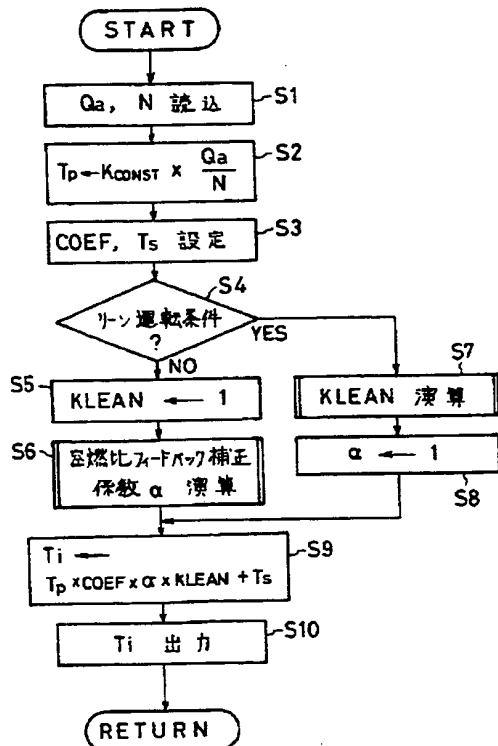 START
S1
Qa, N 読込
S2
Tp←KCONST x Qa/N
S3
COEF, Ts 設定
S4
リーン運転条件
?
YES
NO
S5
KLEAN ← 1
S7
KLEAN 演算
S6
空燃比フィードバック補正
係数 α 演算
α ← 1
S8
S9
Ti ←
Tp×COEF×α×KLEAN+Ts
S10
Ti 出力
RETURN